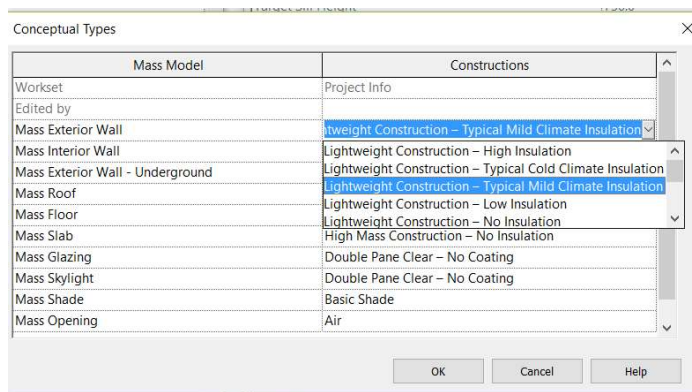 Conceptual Types
Mass Model Constructions
Workset Project Info
Edited by
Mass Exterior Wall tweight Construction – Typical Mild Climate Insulation
Mass Interior Wall Lightweight Construction – High Insulation
Mass Exterior Wall - Underground Lightweight Construction – Typical Cold Climate Insulation
Mass Roof Lightweight Construction – Typical Mild Climate Insulation
Mass Floor Lightweight Construction – Low Insulation
Lightweight Construction – No Insulation
Mass Slab High Mass Construction – No Insulation
Mass Glazing Double Pane Clear – No Coating
Mass Skylight Double Pane Clear – No Coating
Mass Shade Basic Shade
Mass Opening Air
OK Cancel Help